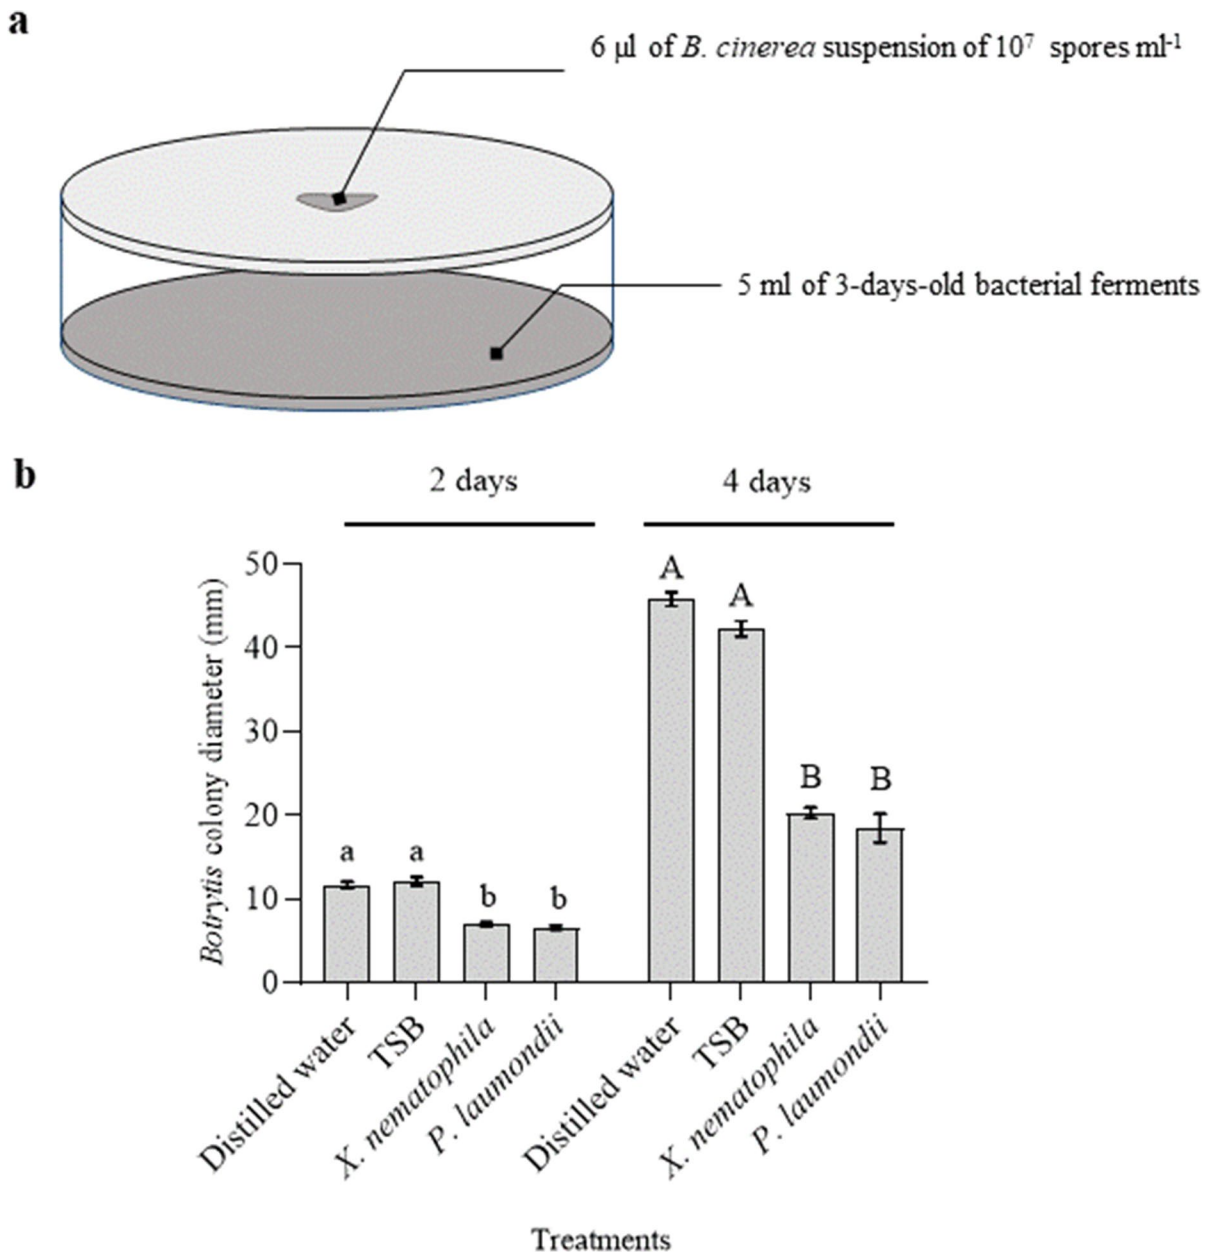 a
6 µl of B. cinerea suspension of 10⁷ spores ml⁻¹
5 ml of 3-days-old bacterial ferments
b
2 days
4 days
Botrytis colony diameter (mm)
50
40
30
20
10
0
a
a
b
b
A
A
B
B
Distilled water
TSB
X. nematophila
P. laumondii
Distilled water
TSB
X. nematophila
P. laumondii
Treatments